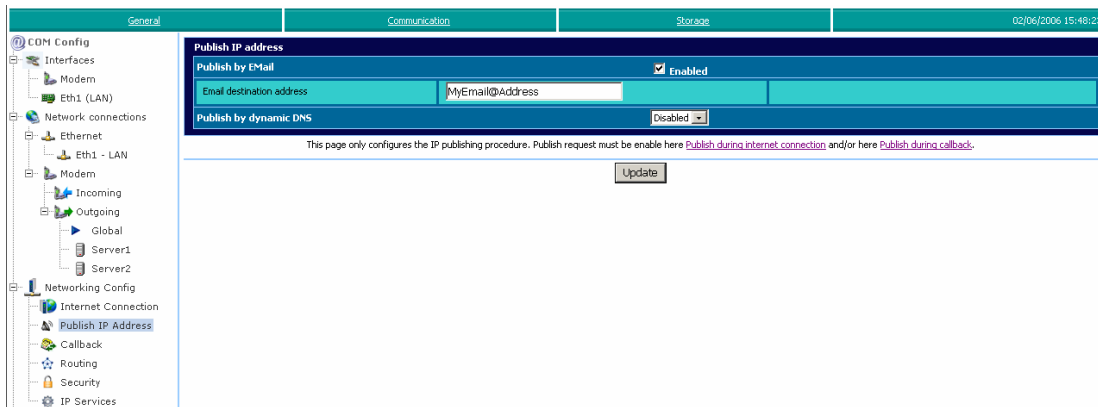 General Communication Storage 02/06/2006 15:48:2
COM Config
Interfaces
Modem
Eth1 (LAN)
Network connections
Ethernet
Eth1 - LAN
Modem
Incoming
Outgoing
Global
Server1
Server2
Networking Config
Internet Connection
Publish IP Address
Callback
Routing
Security
IP Services
Publish IP address
Publish by EMail Enabled
Email destination address MyEmail@Address
Publish by dynamic DNS Disabled
This page only configures the IP publishing procedure. Publish request must be enable here Publish during internet connection and/or here Publish during callback.
Update